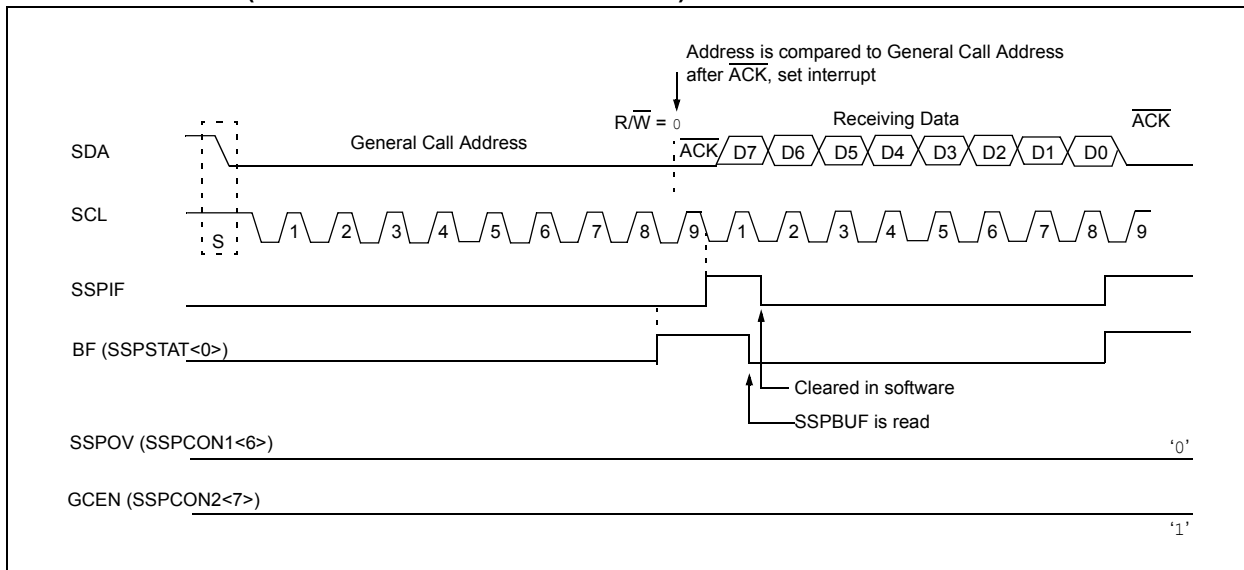 Address is compared to General Call Address
after ACK, set interrupt
R/W = 0
Receiving Data
ACK
SDA
General Call Address
ACK
D7 D6 D5 D4 D3 D2 D1 D0
SCL
S
1 2 3 4 5 6 7 8 9 1 2 3 4 5 6 7 8 9
SSPIF
BF (SSPSTAT<0>)
Cleared in software
SSPBUF is read
SSPOV (SSPCON1<6>)
‘0’
GCEN (SSPCON2<7>)
‘1’